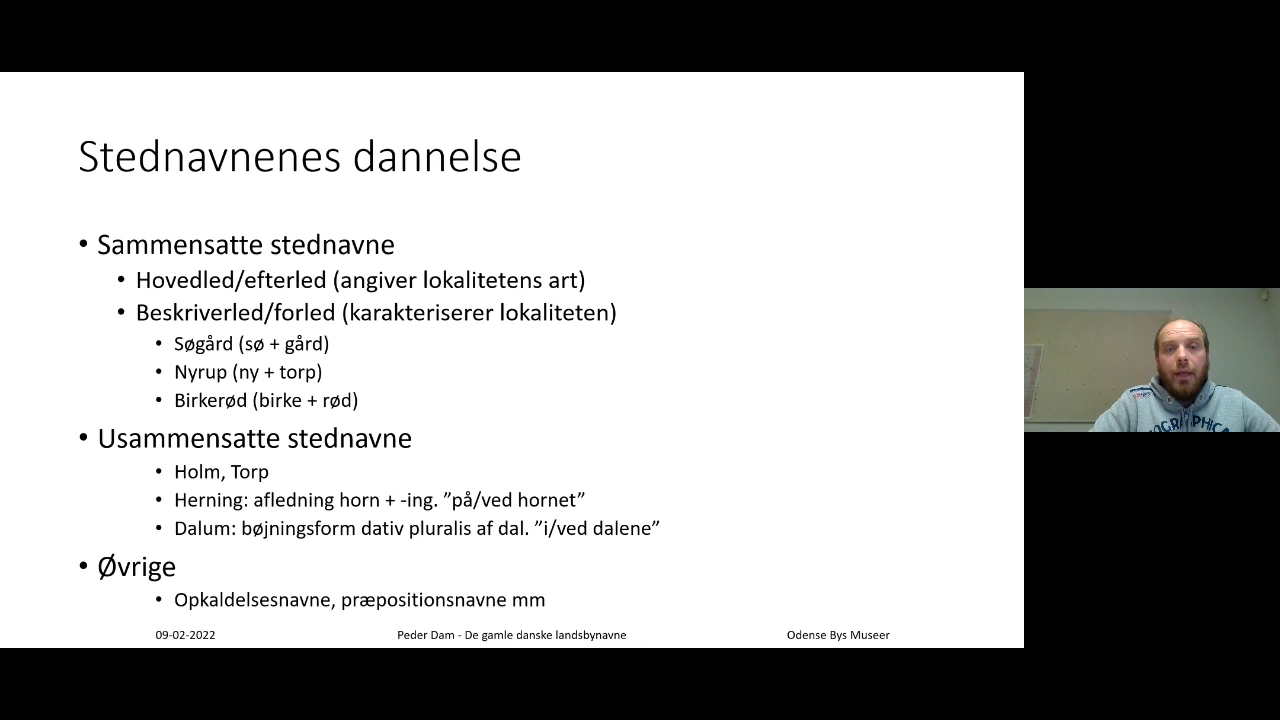 Stednavnenes dannelse
• Sammensatte stednavne
• Hovedled/efterled (angiver lokalitetens art)
• Beskriverled/forled (karakteriserer lokaliteten)
• Søgård (sø + gård)
• Nyrup (ny + torp)
• Birkerød (birke + rød)
• Usammensatte stednavne
• Holm, Torp
• Herning: afledning horn + -ing. ”på/ved hornet”
• Dalum: bøjningsform dativ pluralis af dal. ”i/ved dalene”
• Øvrige
• Opkaldelsesnavne, præpositionsnavne mm
09-02-2022 Peder Dam - De gamle danske landsbynavne Odense Bys Museer